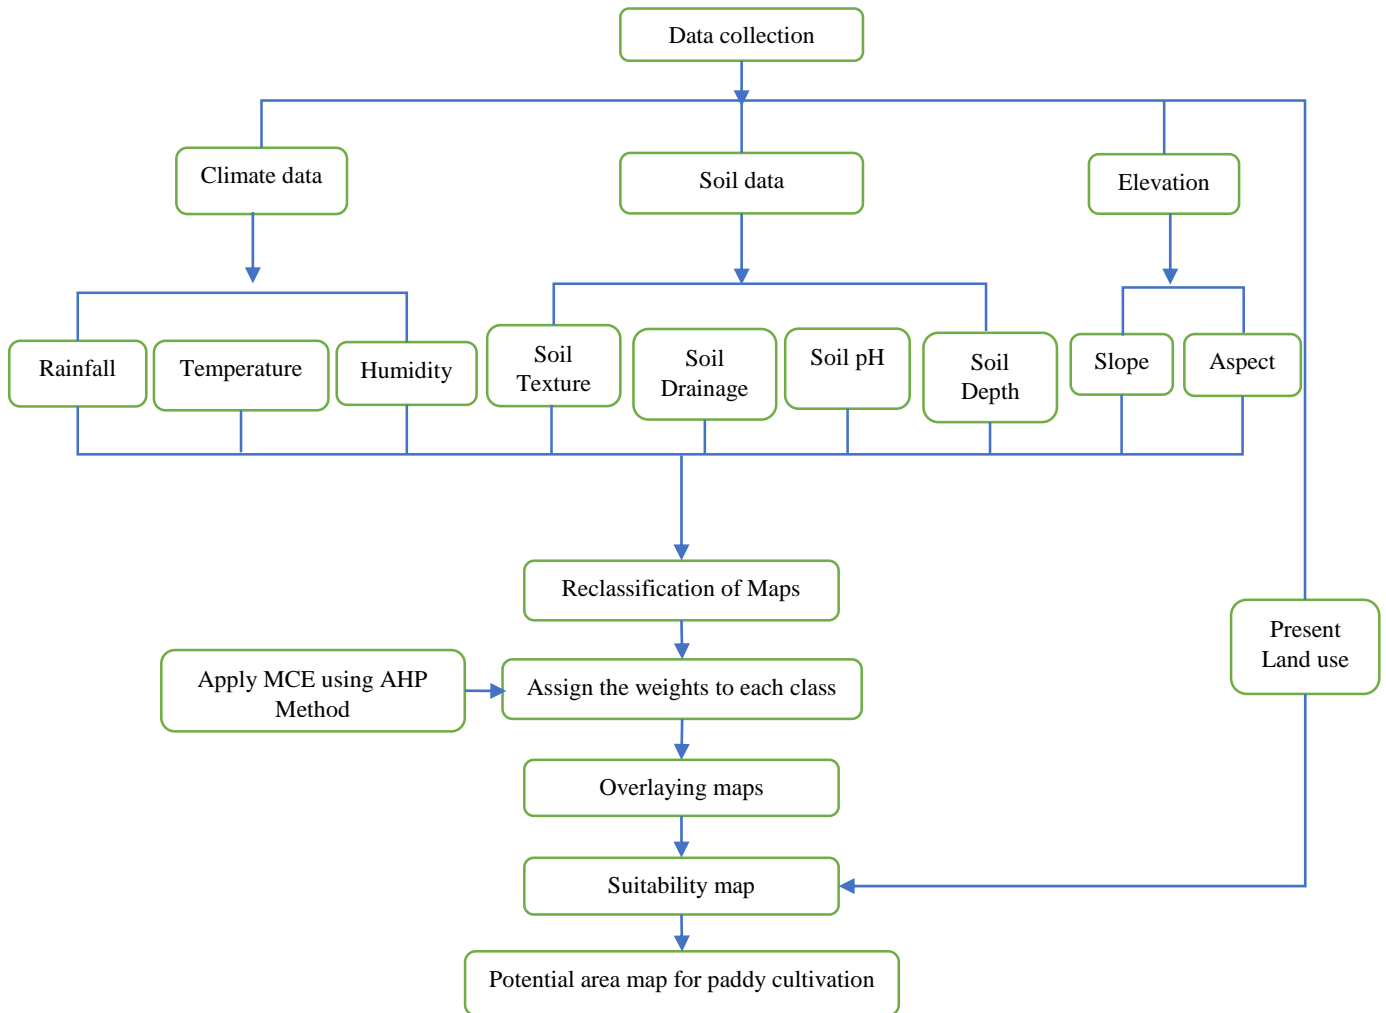 Data collection
Climate data
Soil data
Elevation
Rainfall
Temperature
Humidity
Soil
Texture
Soil
Drainage
Soil pH
Soil
Depth
Slope
Aspect
Reclassification of Maps
Present
Land use
Apply MCE using AHP
Method
Assign the weights to each class
Overlaying maps
Suitability map
Potential area map for paddy cultivation